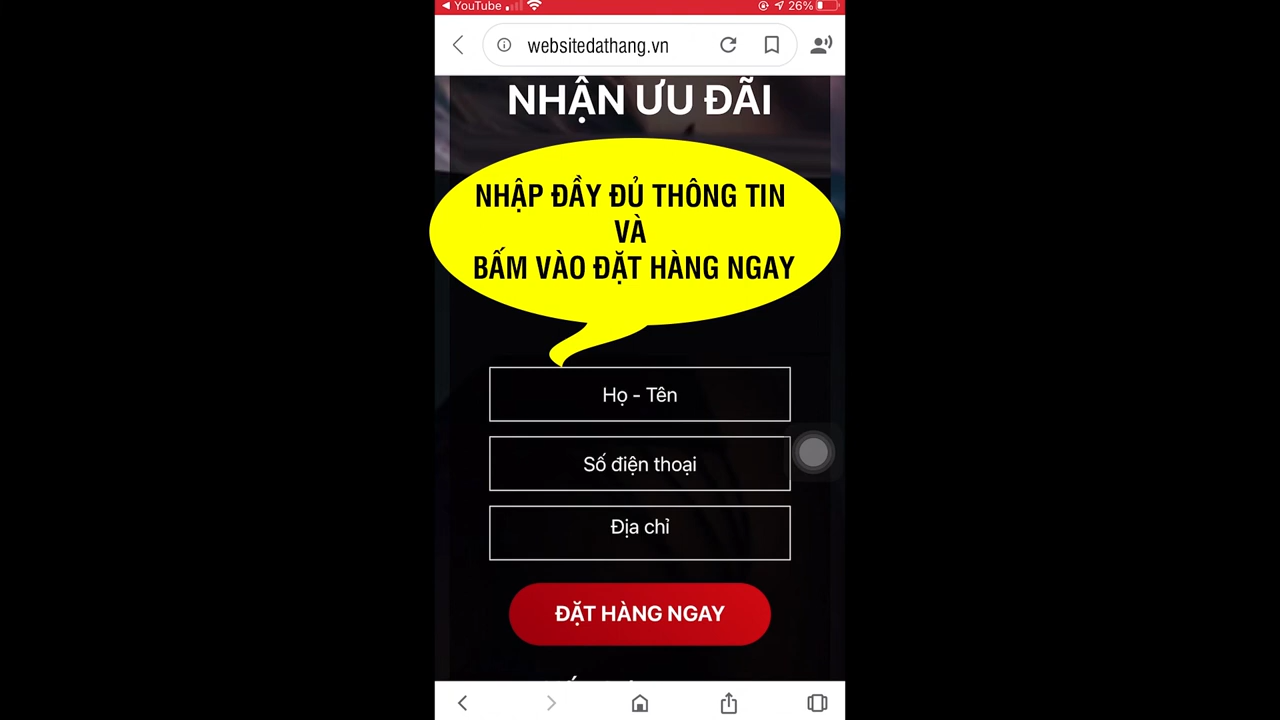 YouTube
26%
websitedathang.vn
NHẬN ƯU ĐÃI
NHẬP ĐẦY ĐỦ THÔNG TIN
VÀ
BẤM VÀO ĐẶT HÀNG NGAY
Họ - Tên
Số điện thoại
Địa chỉ
ĐẶT HÀNG NGAY